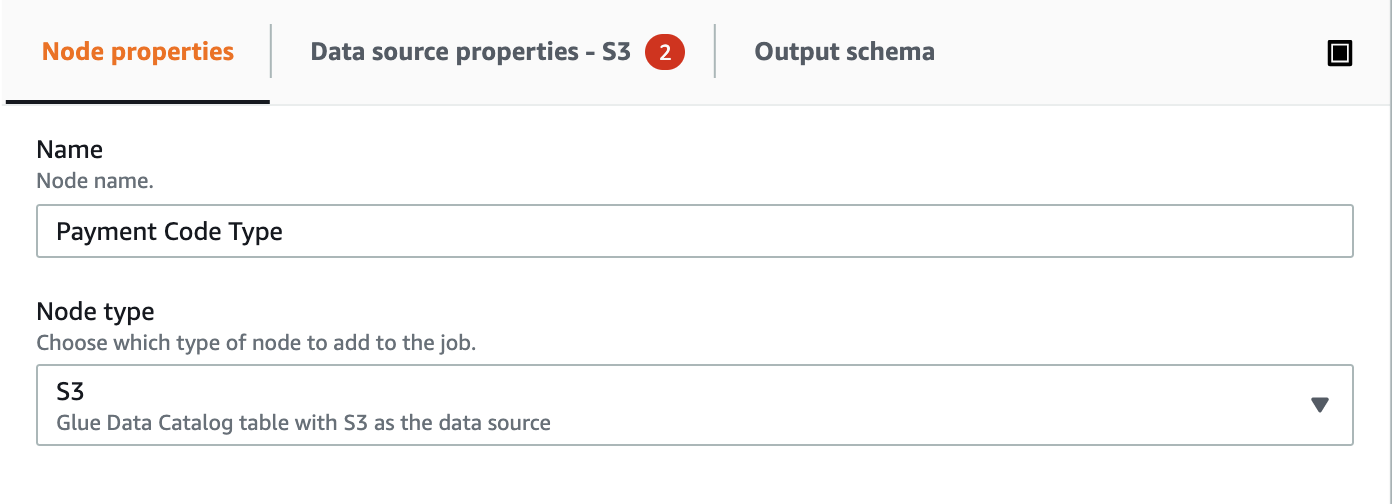 Node properties
Data source properties - S3 2
Output schema
Name
Node name.
Payment Code Type
Node type
Choose which type of node to add to the job.
S3
Glue Data Catalog table with S3 as the data source